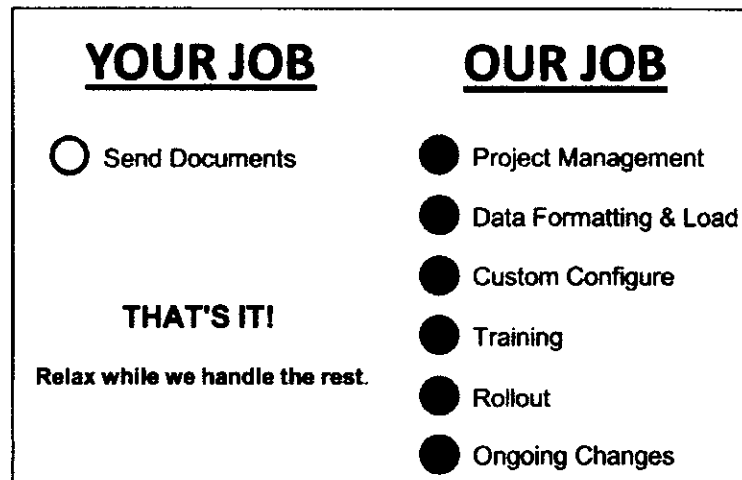 YOUR JOB
Send Documents
THAT'S IT!
Relax while we handle the rest.
OUR JOB
Project Management
Data Formatting & Load
Custom Configure
Training
Rollout
Ongoing Changes